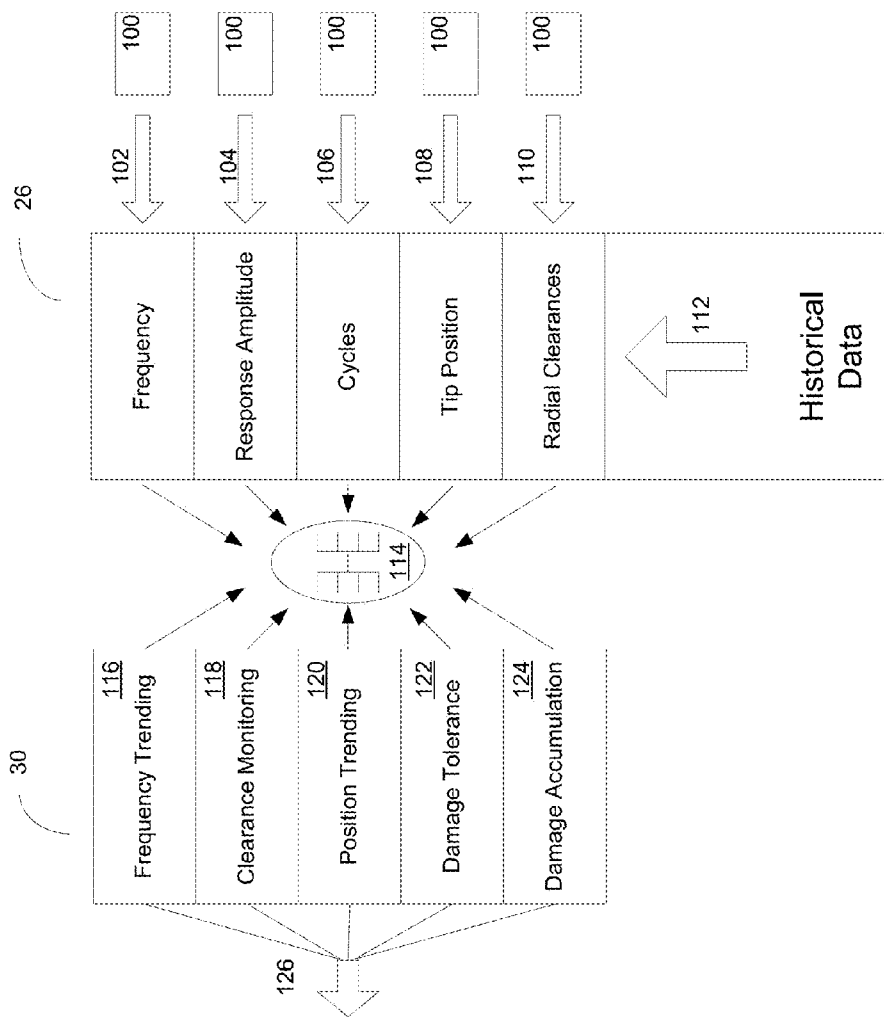 26
Frequency
Response Amplitude
Cycles
Tip Position
Radial Clearances
112
Historical
Data
102
104
106
108
110
100
100
100
100
100
114
30
Frequency Trending
116
Clearance Monitoring
118
Position Trending
120
Damage Tolerance
122
Damage Accumulation
124
126